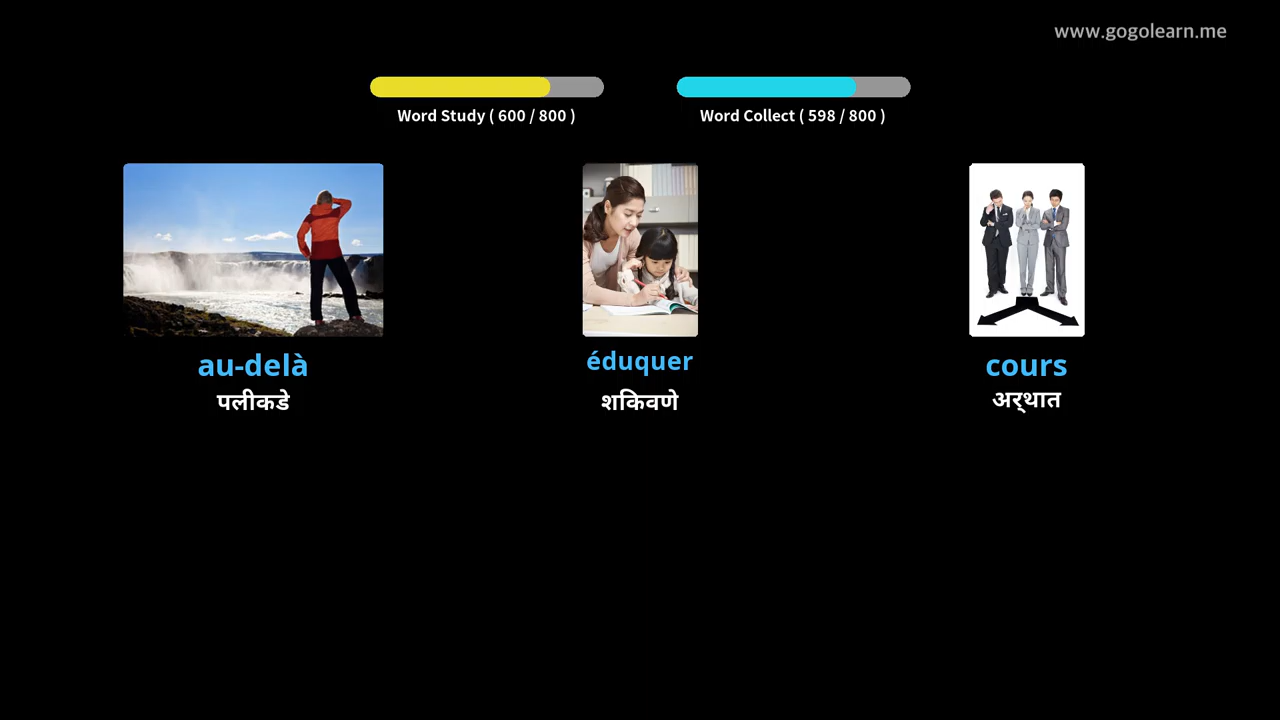 www.gogolearn.me
Word Study ( 600 / 800 )
Word Collect ( 598 / 800 )
au-delà
éduquer
cours
पलीकडे
शकिवणे
अर्थात